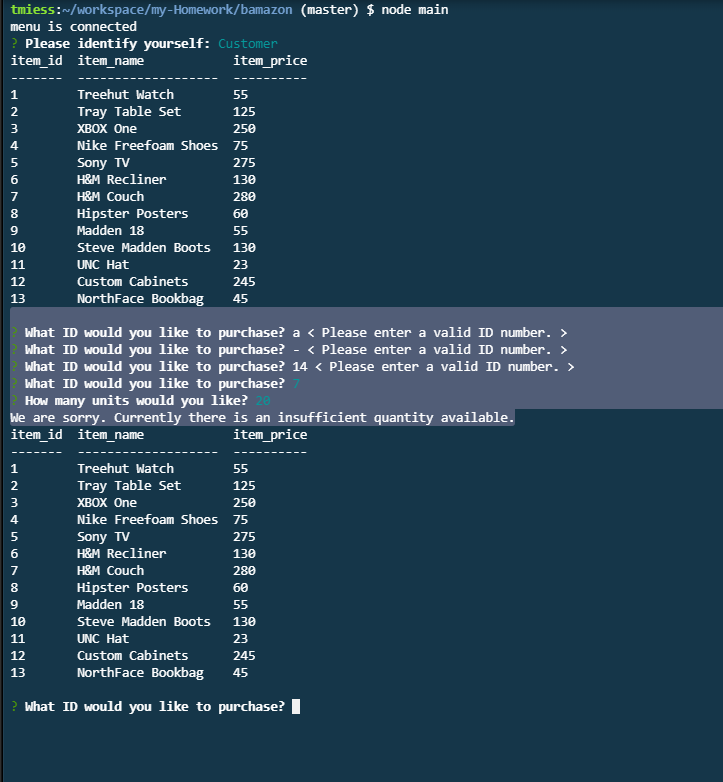 tmiess:~/workspace/my-Homework/bamazon (master) $ node main
menu is connected
? Please identify yourself: Customer
item_id  item_name            item_price
-------  -------------------  ----------
1        Treehut Watch        55
2        Tray Table Set       125
3        XBOX One             250
4        Nike Freefoam Shoes  75
5        Sony TV              275
6        H&M Recliner         130
7        H&M Couch            280
8        Hipster Posters      60
9        Madden 18            55
10       Steve Madden Boots   130
11       UNC Hat              23
12       Custom Cabinets      245
13       NorthFace Bookbag    45
? What ID would you like to purchase? a < Please enter a valid ID number. >
? What ID would you like to purchase? - < Please enter a valid ID number. >
? What ID would you like to purchase? 14 < Please enter a valid ID number. >
? What ID would you like to purchase? 7
? How many units would you like? 20
We are sorry. Currently there is an insufficient quantity available.
item_id  item_name            item_price
-------  -------------------  ----------
1        Treehut Watch        55
2        Tray Table Set       125
3        XBOX One             250
4        Nike Freefoam Shoes  75
5        Sony TV              275
6        H&M Recliner         130
7        H&M Couch            280
8        Hipster Posters      60
9        Madden 18            55
10       Steve Madden Boots   130
11       UNC Hat              23
12       Custom Cabinets      245
13       NorthFace Bookbag    45
? What ID would you like to purchase?